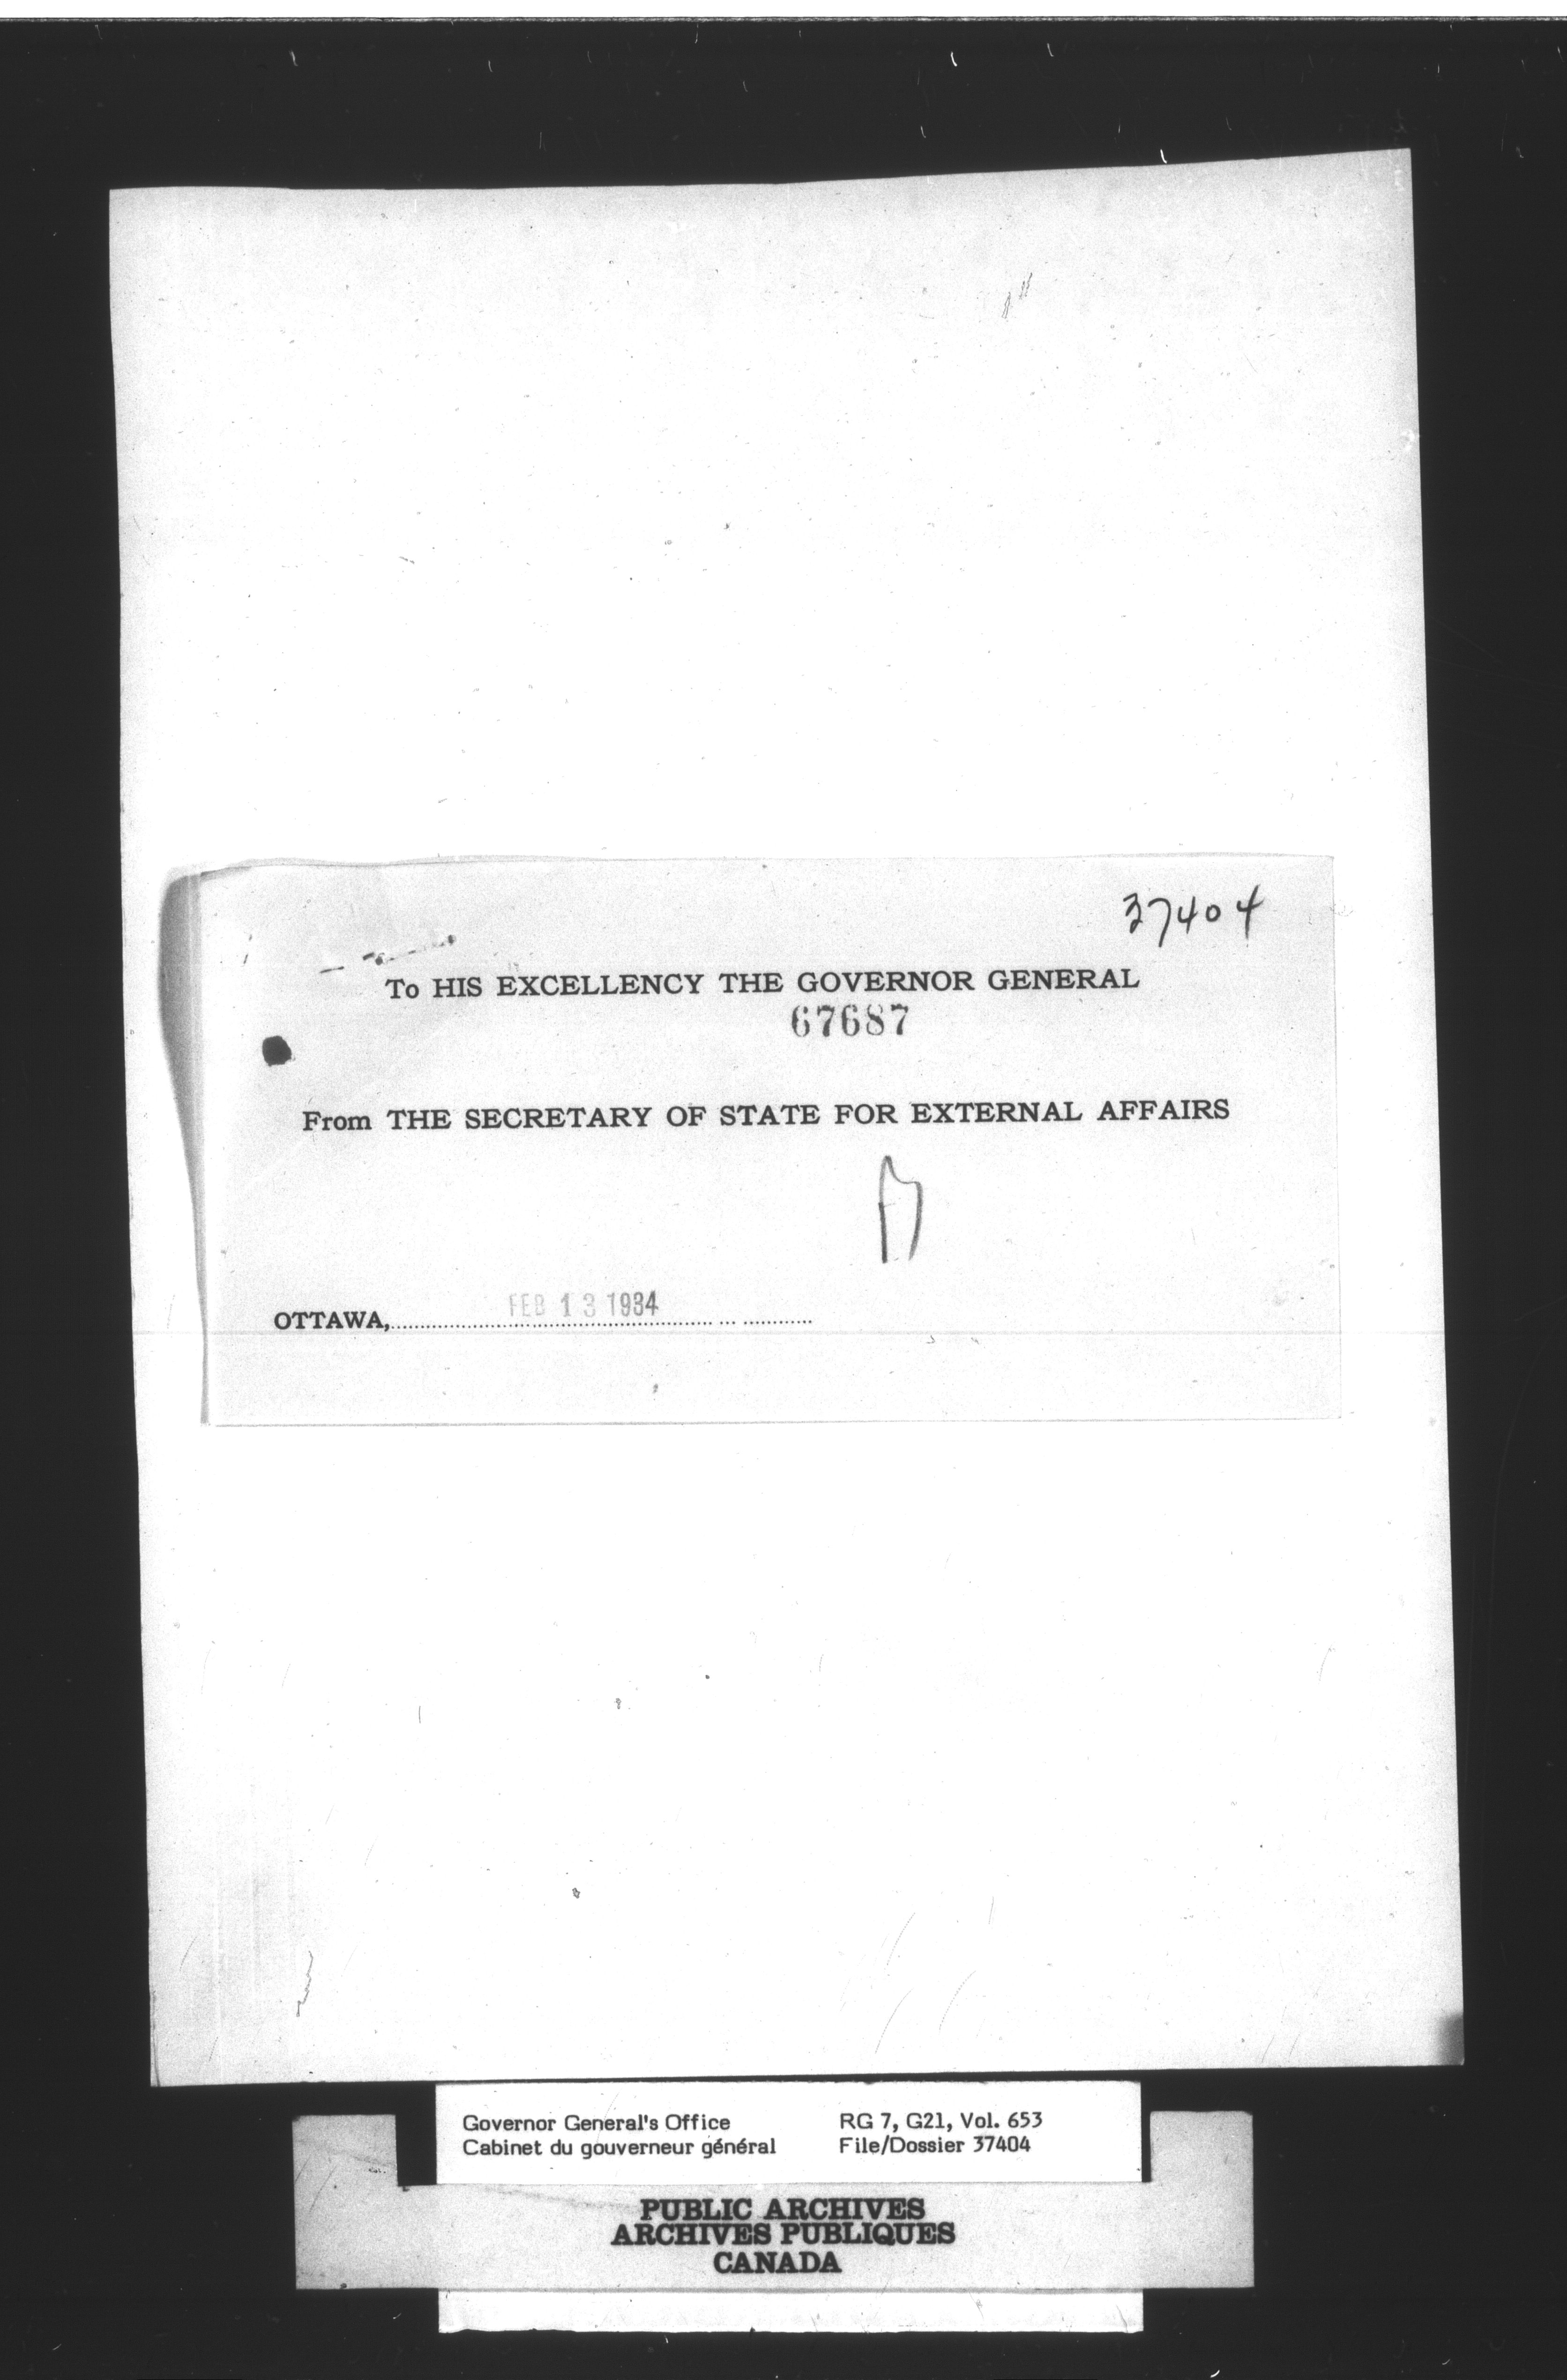 37404
To HIS EXCELLENCY THE GOVERNOR GENERAL
67687
From THE SECRETARY OF STATE FOR EXTERNAL AFFAIRS
OTTAWA, FEB 13 1934
Governor General's Office RG 7, G21, Vol. 653
Cabinet du gouverneur général File/Dossier 37404
PUBLIC ARCHIVES
ARCHIVES PUBLIQUES
CANADA